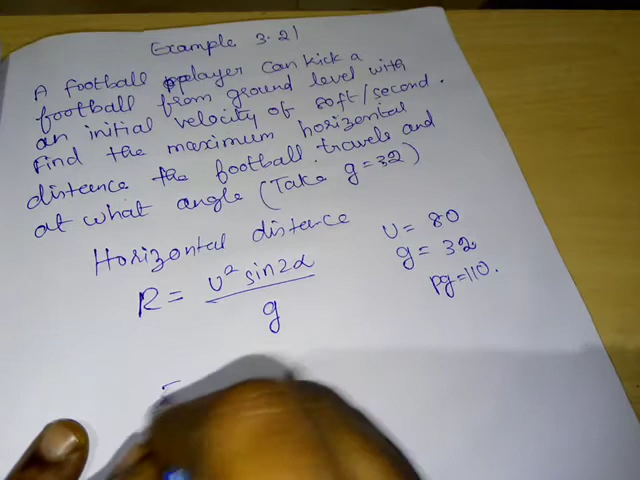 Example 3.21
A football player can kick a
football from ground level with
an initial velocity of 80ft/second.
Find the maximum horizontal
distance the football travels and
at what angle (Take g=32)
Horizontal distance
U = 80
g = 32
pg=110.
R = U² sin2α
g